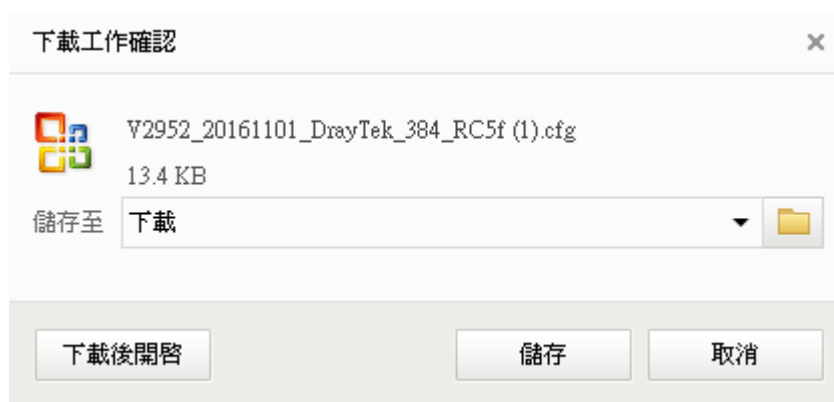 下載工作確認
V2952_20161101_DrayTek_384_RC5f (1).cfg
13.4 KB
儲存至 下載
下載後開啓 儲存 取消